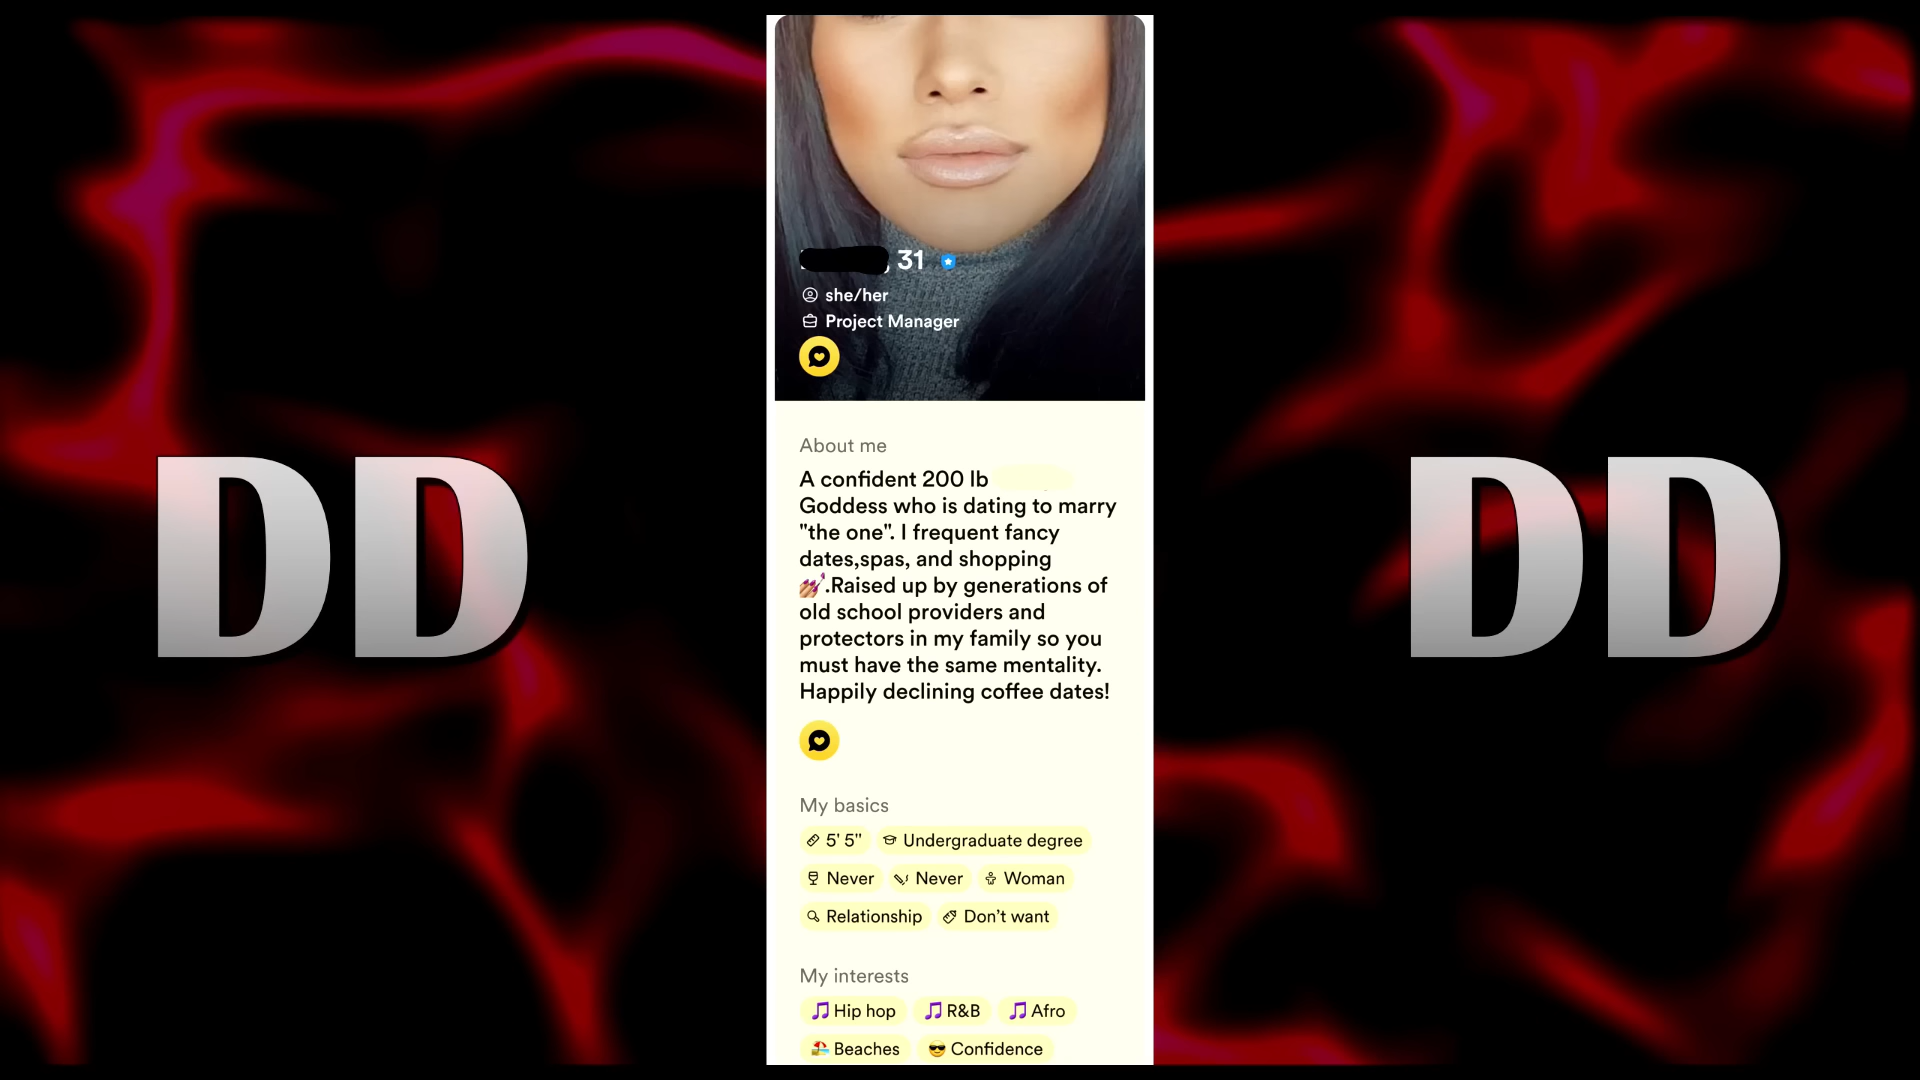 31
she/her
Project Manager
About me
A confident 200 lb
Goddess who is dating to marry
"the one". I frequent fancy
dates,spas, and shopping
💅🏼.Raised up by generations of
old school providers and
protectors in my family so you
must have the same mentality.
Happily declining coffee dates!
DD
DD
My basics
5' 5"
Undergraduate degree
Never
Never
Woman
Relationship
Don't want
My interests
🎵 Hip hop
🎵 R&B
🎵 Afro
🏖️ Beaches
😎 Confidence